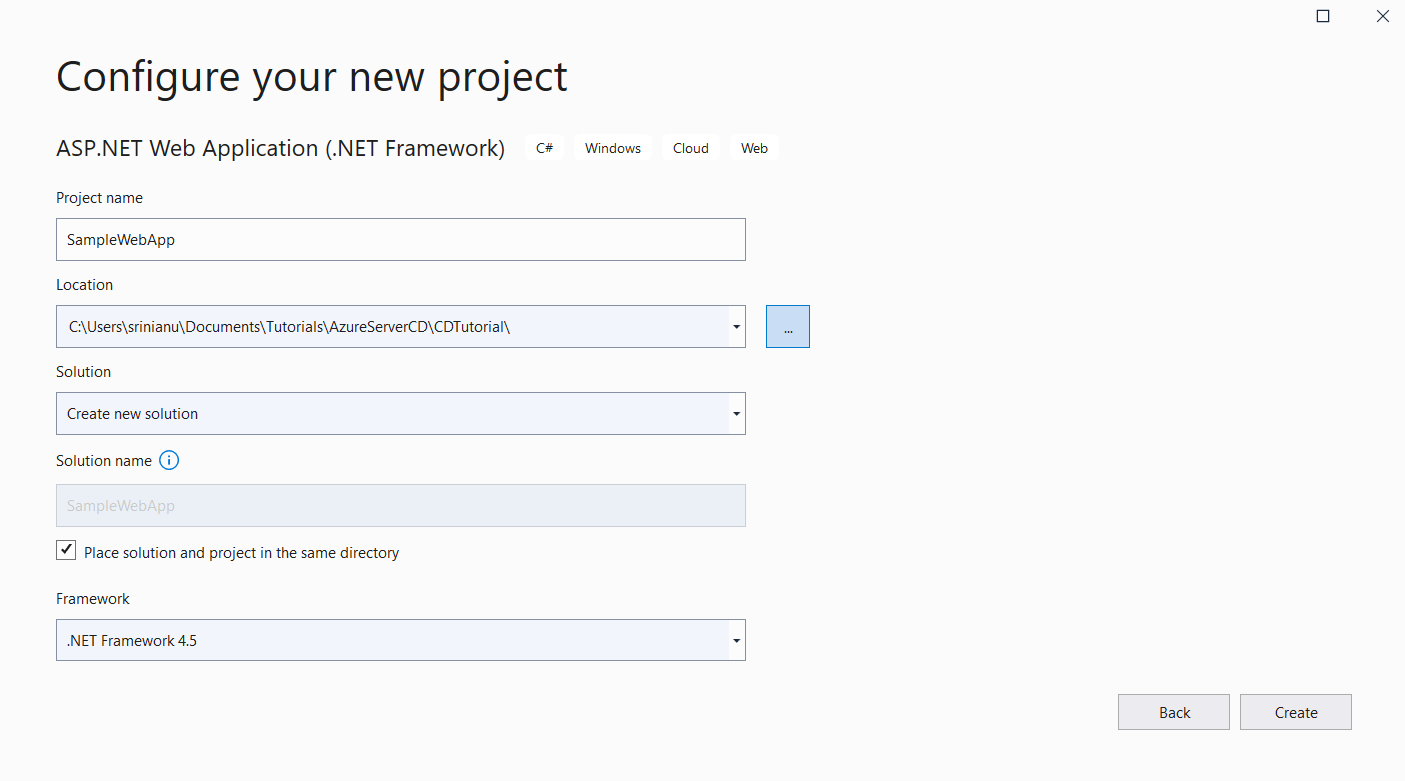 Configure your new project
ASP.NET Web Application (.NET Framework) C# Windows Cloud Web
Project name
SampleWebApp
Location
C:\Users\srinianu\Documents\Tutorials\AzureServerCD\CDTutorial\ ...
Solution
Create new solution
Solution name
SampleWebApp
Place solution and project in the same directory
Framework
.NET Framework 4.5
Back Create